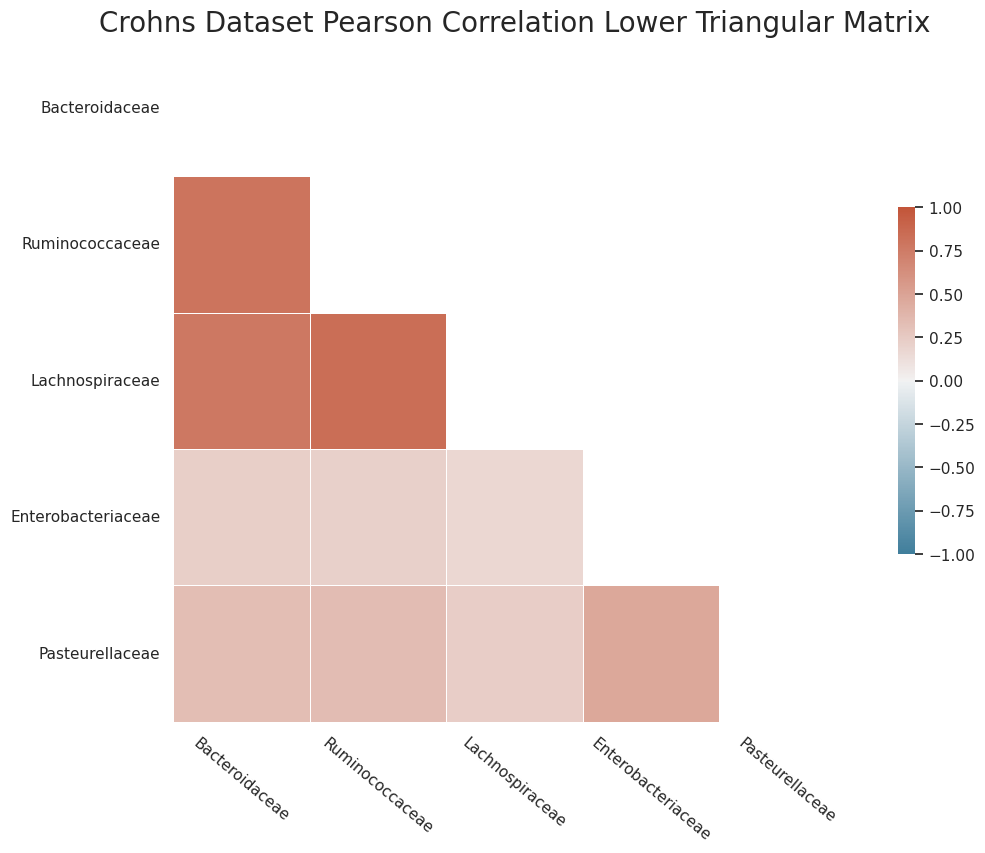 Crohns Dataset Pearson Correlation Lower Triangular Matrix
Bacteroidaceae
Ruminococcaceae
Lachnospiraceae
Enterobacteriaceae
Pasteurellaceae
Bacteroidaceae
Ruminococcaceae
Lachnospiraceae
Enterobacteriaceae
Pasteurellaceae
1.00
0.75
0.50
0.25
0.00
−0.25
−0.50
−0.75
−1.00